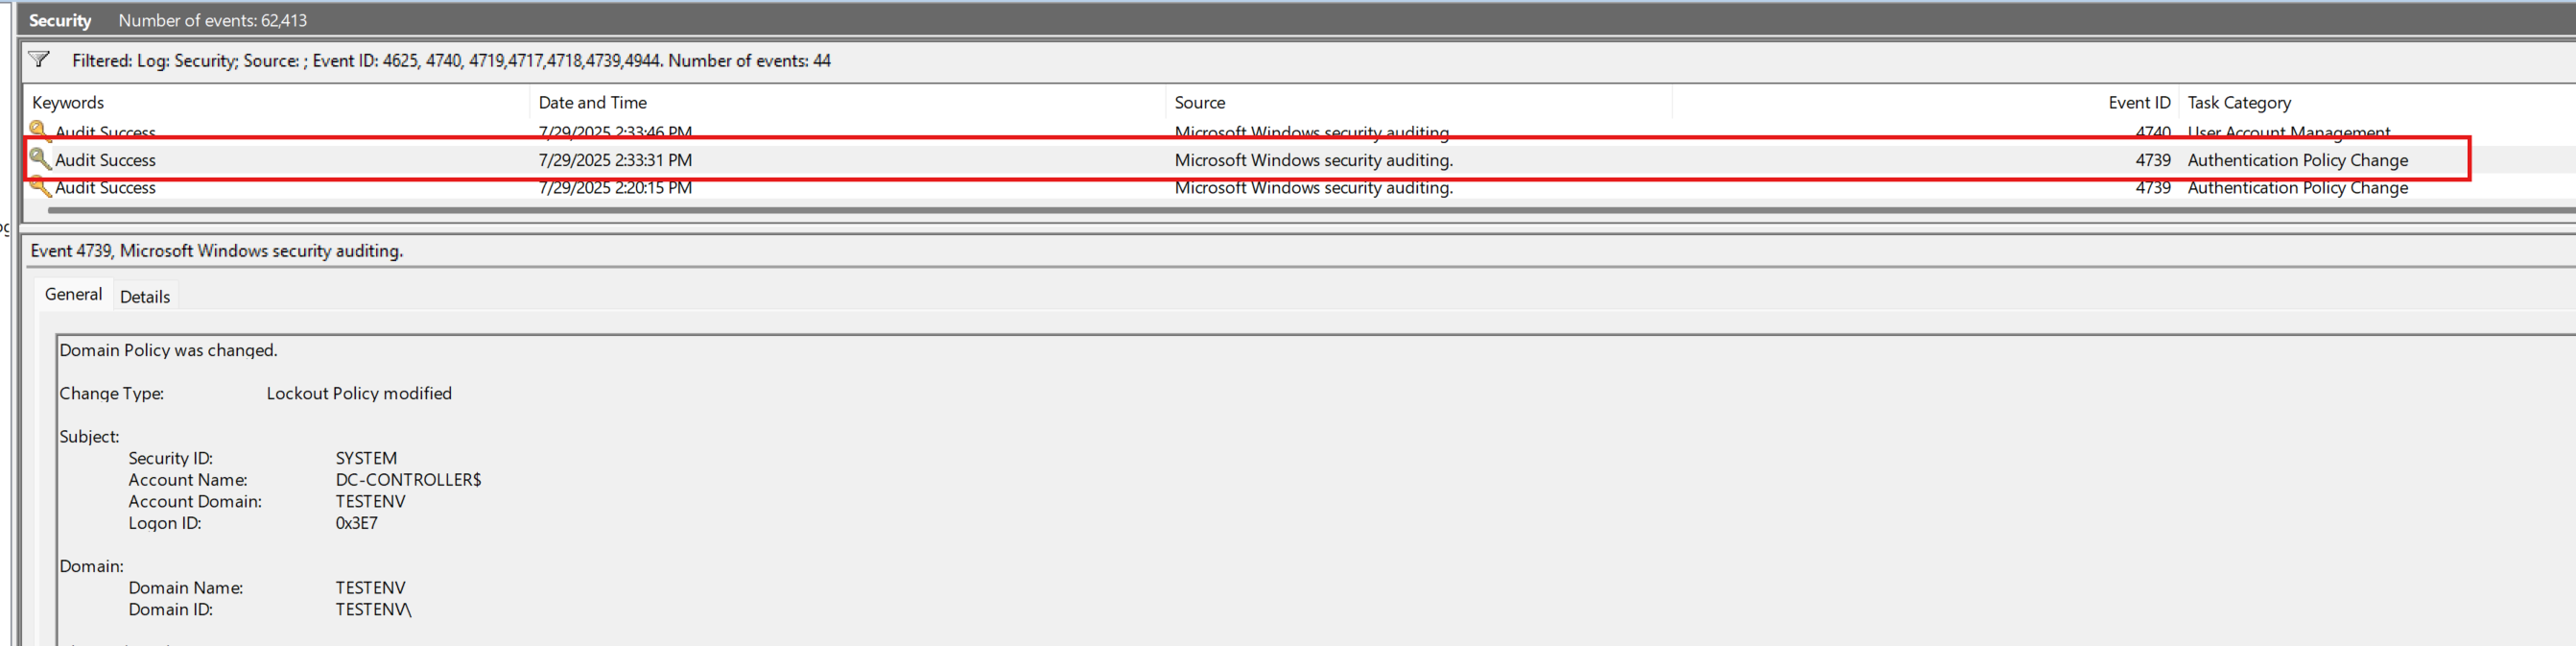 Security Number of events: 62,413
Filtered: Log: Security; Source: ; Event ID: 4625, 4740, 4719,4717,4718,4739,4944. Number of events: 44
Keywords Date and Time Source Event ID Task Category
Audit Success 7/29/2025 2:33:46 PM Microsoft Windows security auditing. 4740 User Account Management
Audit Success 7/29/2025 2:33:31 PM Microsoft Windows security auditing. 4739 Authentication Policy Change
Audit Success 7/29/2025 2:20:15 PM Microsoft Windows security auditing. 4739 Authentication Policy Change
Event 4739, Microsoft Windows security auditing.
General Details
Domain Policy was changed.
Change Type: Lockout Policy modified
Subject:
Security ID: SYSTEM
Account Name: DC-CONTROLLER$
Account Domain: TESTENV
Logon ID: 0x3E7
Domain:
Domain Name: TESTENV
Domain ID: TESTENV\